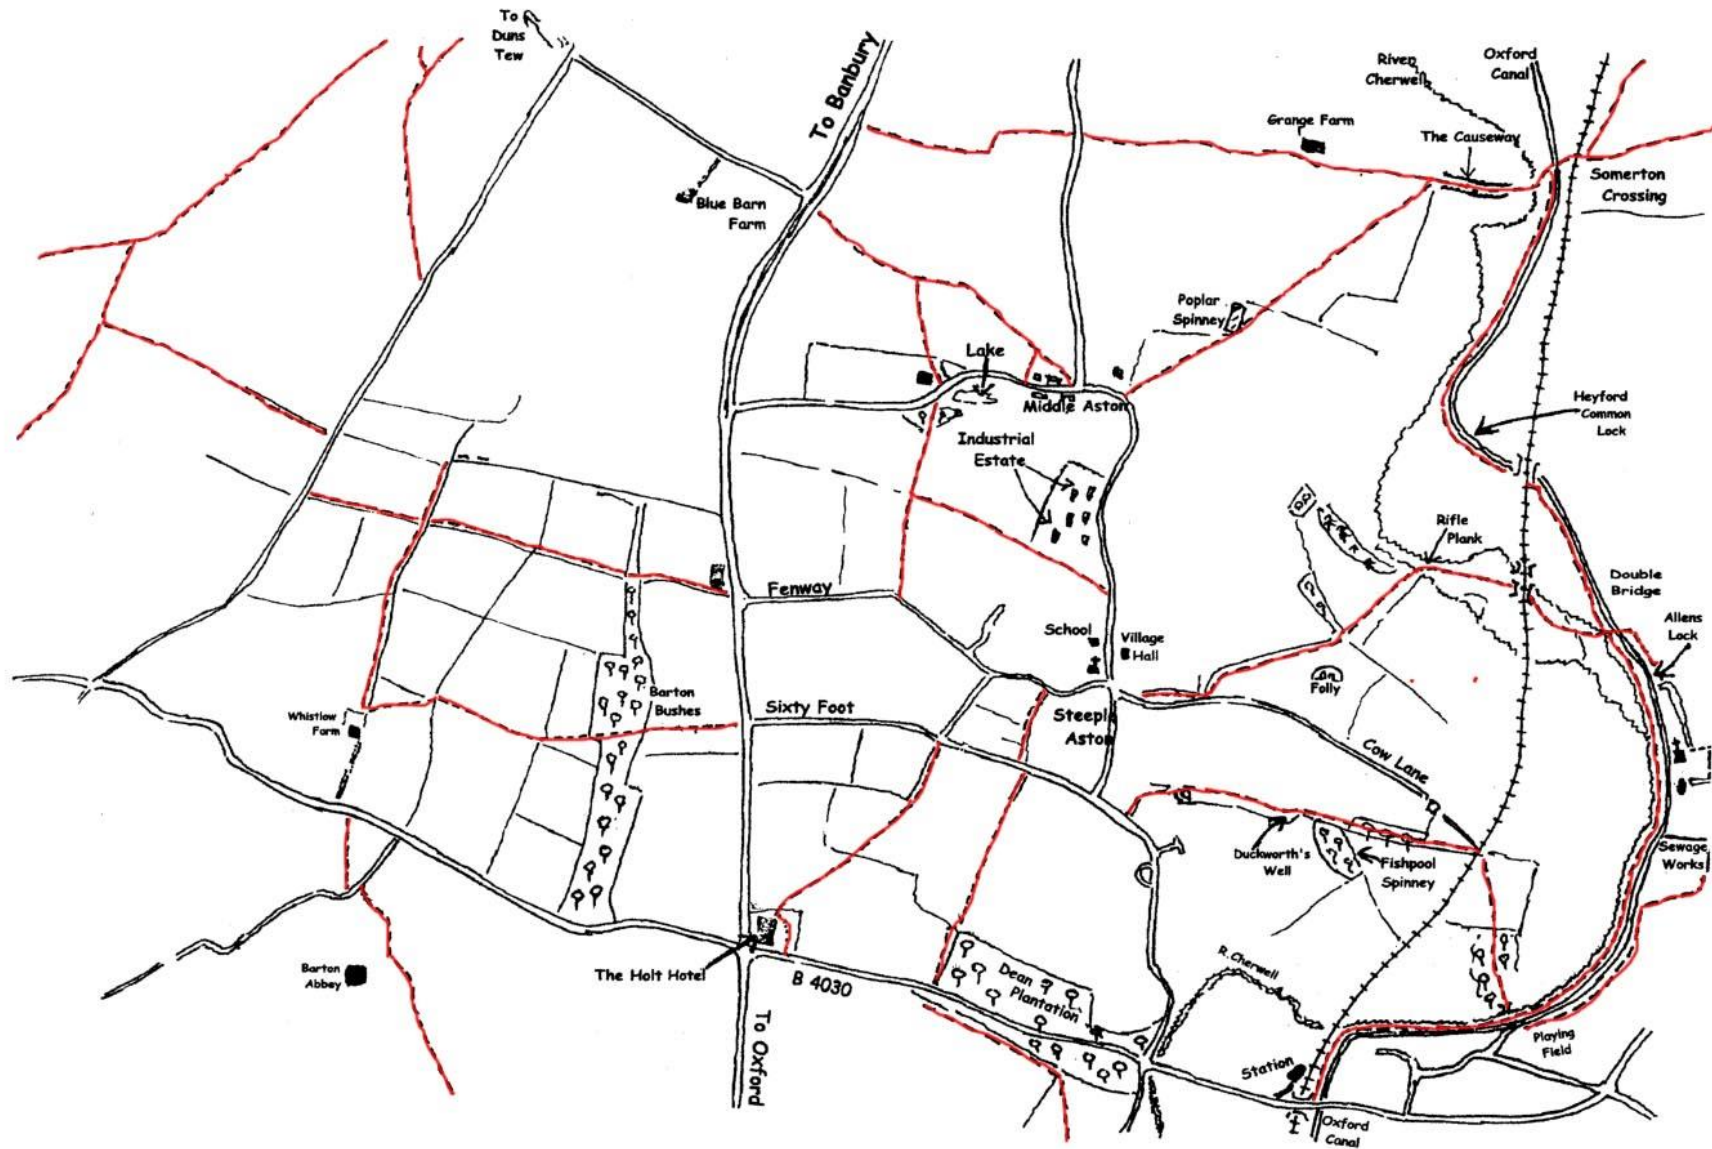 To
Duns
Tew
To Banbury
River
Cherwell
Oxford
Canal
Grange Farm
The Causeway
Somerton
Crossing
Blue Barn
Farm
Poplar
Spinney
Lake
Middle Aston
Heyford
Common
Lock
Industrial
Estate
Rifle
Plank
Double
Bridge
Fenway
School
Village
Hall
Allens
Lock
Folly
Barton
Bushes
Sixty Foot
Whistlow
Farm
Steeple
Aston
Cow Lane
Duckworth's
Well
Fishpool
Spinney
Sewage
Works
Barton
Abbey
The Holt Hotel
B 4030
Dean
Plantation
R. Cherwell
To Oxford
Station
Playing
Field
Oxford
Canal